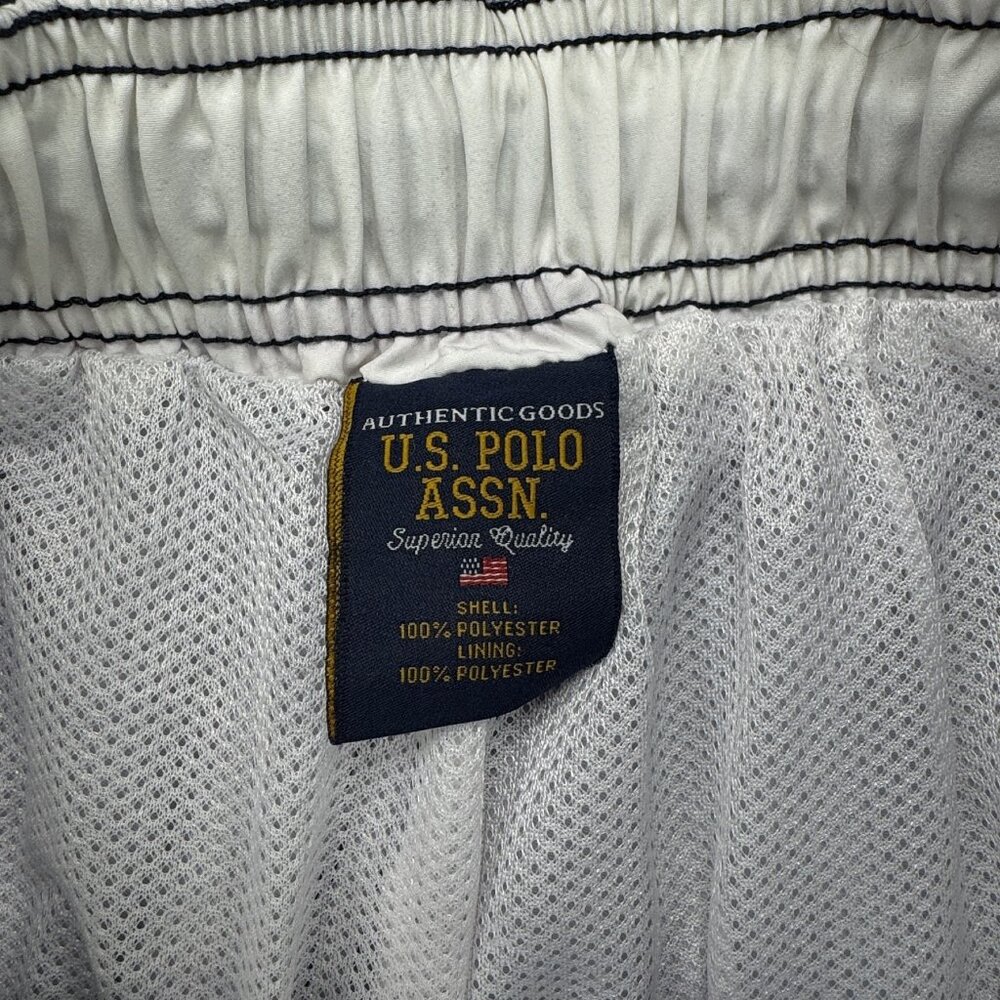 AUTHENTIC GOODS
U.S. POLO
ASSN.
Superior Quality
SHELL:
100% POLYESTER
LINING:
100% POLYESTER